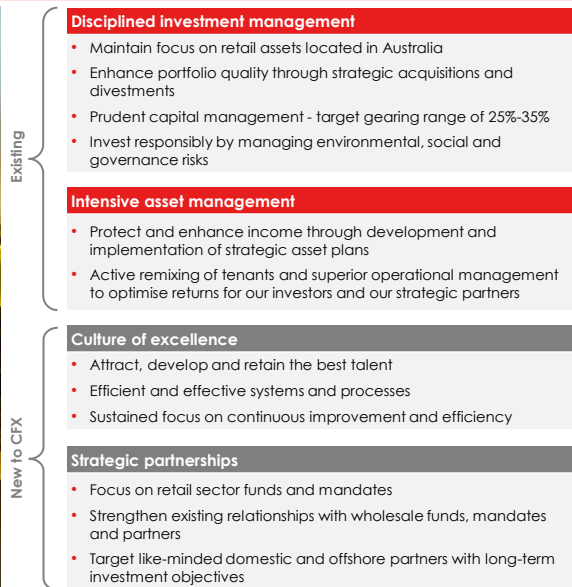 Existing
Disciplined investment management
• Maintain focus on retail assets located in Australia
• Enhance portfolio quality through strategic acquisitions and
divestments
• Prudent capital management - target gearing range of 25%-35%
• Invest responsibly by managing environmental, social and
governance risks
Intensive asset management
• Protect and enhance income through development and
implementation of strategic asset plans
• Active remixing of tenants and superior operational management
to optimise returns for our investors and our strategic partners
New to CFX
Culture of excellence
• Attract, develop and retain the best talent
• Efficient and effective systems and processes
• Sustained focus on continuous improvement and efficiency
Strategic partnerships
• Focus on retail sector funds and mandates
• Strengthen existing relationships with wholesale funds, mandates
and partners
• Target like-minded domestic and offshore partners with long-term
investment objectives